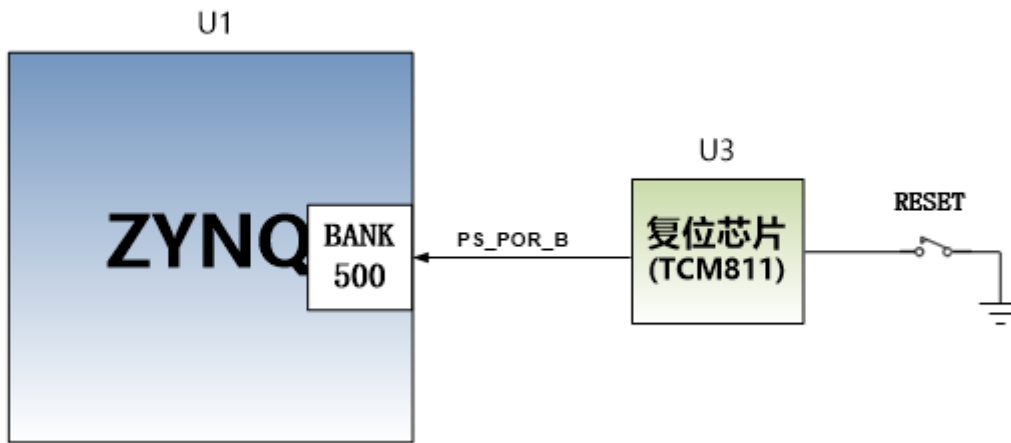 U1
ZYNQ
BANK
500
PS_POR_B
U3
复位芯片
(TCM811)
RESET